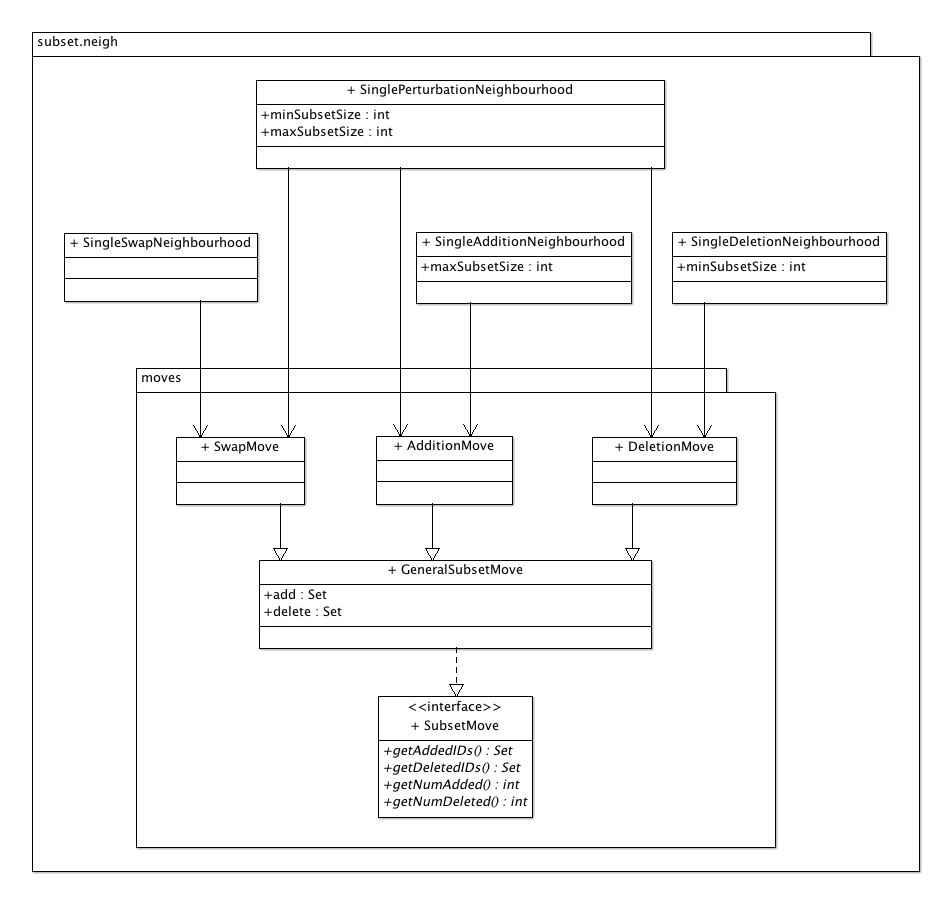 subset.neigh
+ SinglePerturbationNeighbourhood
+minSubsetSize : int
+maxSubsetSize : int
+ SingleSwapNeighbourhood
+ SingleAdditionNeighbourhood
+maxSubsetSize : int
+ SingleDeletionNeighbourhood
+minSubsetSize : int
moves
+ SwapMove
+ AdditionMove
+ DeletionMove
+ GeneralSubsetMove
+add : Set
+delete : Set
<<interface>>
+ SubsetMove
+getAddedIDs() : Set
+getDeletedIDs() : Set
+getNumAdded() : int
+getNumDeleted() : int